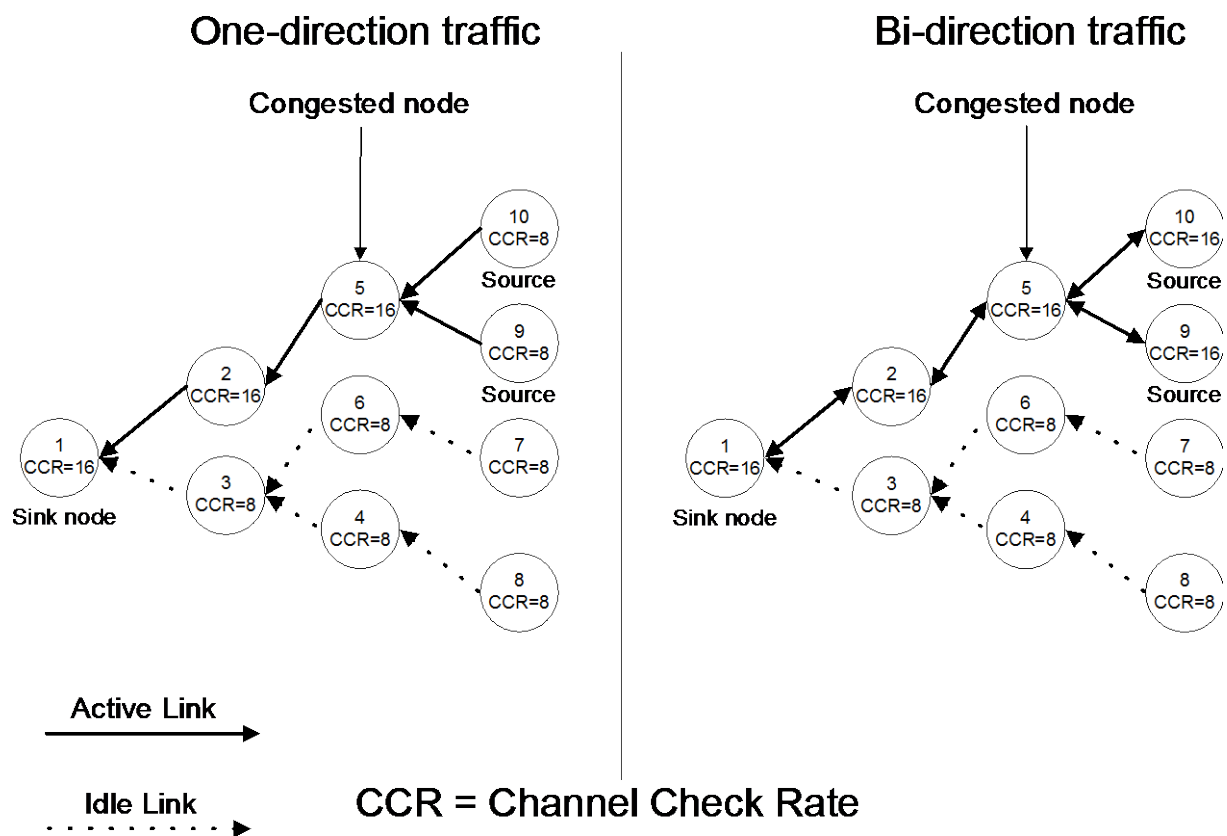 One-direction traffic
Congested node
10
CCR=8
Source
5
CCR=16
9
CCR=8
Source
2
CCR=16
6
CCR=8
1
CCR=16
Sink node
7
CCR=8
3
CCR=8
4
CCR=8
8
CCR=8
Bi-direction traffic
Congested node
10
CCR=16
Source
5
CCR=16
9
CCR=16
Source
2
CCR=16
6
CCR=8
1
CCR=16
Sink node
7
CCR=8
3
CCR=8
4
CCR=8
8
CCR=8
Active Link
Idle Link
CCR = Channel Check Rate